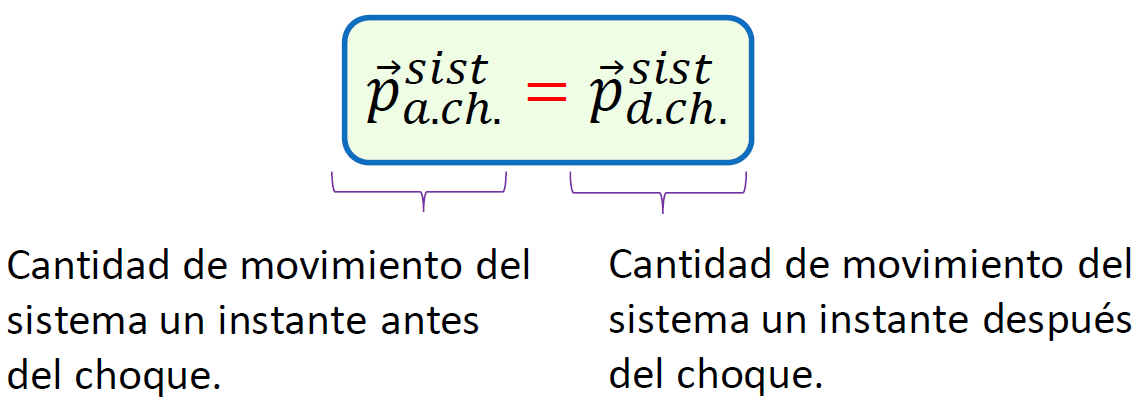 $\vec{p}_{a.ch.}^{sist} = \vec{p}_{d.ch.}^{sist}$
Cantidad de movimiento del
sistema un instante antes
del choque.
Cantidad de movimiento del
sistema un instante después
del choque.